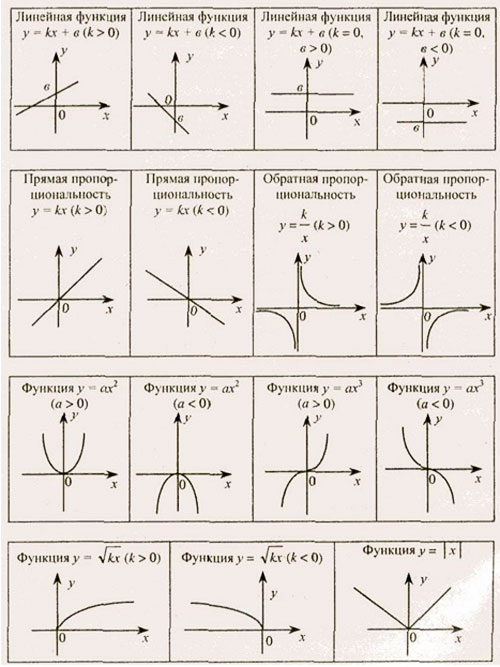 Линейная функция
y = kx + в (k > 0)
y
в
0
x
Линейная функция
y = kx + в (k < 0)
y
0
в
x
Линейная функция
y = kx + в (k = 0,
в > 0)
y
в
0
x
Линейная функция
y = kx + в (k = 0,
в < 0)
y
0
x
в
Прямая пропор-
циональность
y = kx (k > 0)
y
0
x
Прямая пропор-
циональность
y = kx (k < 0)
y
0
x
Обратная пропор-
циональность
y = k/x (k > 0)
y
0
x
Обратная пропор-
циональность
y = k/x (k < 0)
y
0
x
Функция y = ax²
(a > 0)
y
0
x
Функция y = ax²
(a < 0)
y
0
x
Функция y = ax³
(a > 0)
y
0
x
Функция y = ax³
(a < 0)
y
0
x
Функция y = √kx (k > 0)
y
0
x
Функция y = √kx (k < 0)
y
0
x
Функция y = |x|
y
0
x